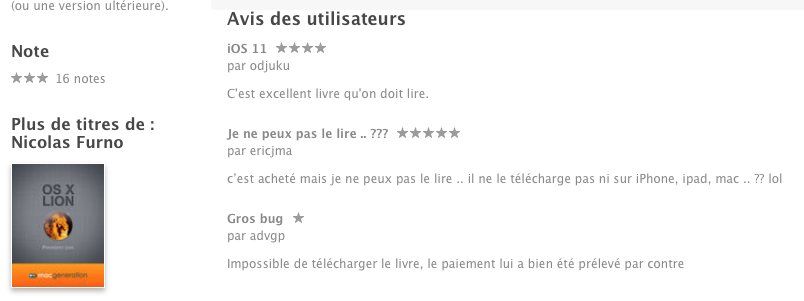 (ou une version ultérieure).
Note
★★★ 16 notes
Plus de titres de :
Nicolas Furno
OS X
LION
Premiers pas
macgeneration
Avis des utilisateurs
iOS 11 ★★★★
par odjuku
C'est excellent livre qu'on doit lire.
Je ne peux pas le lire .. ??? ★★★★★
par ericjma
c'est acheté mais je ne peux pas le lire .. il ne le télécharge pas ni sur iPhone, ipad, mac .. ?? lol
Gros bug ★
par advgp
Impossible de télécharger le livre, le paiement lui a bien été prélevé par contre